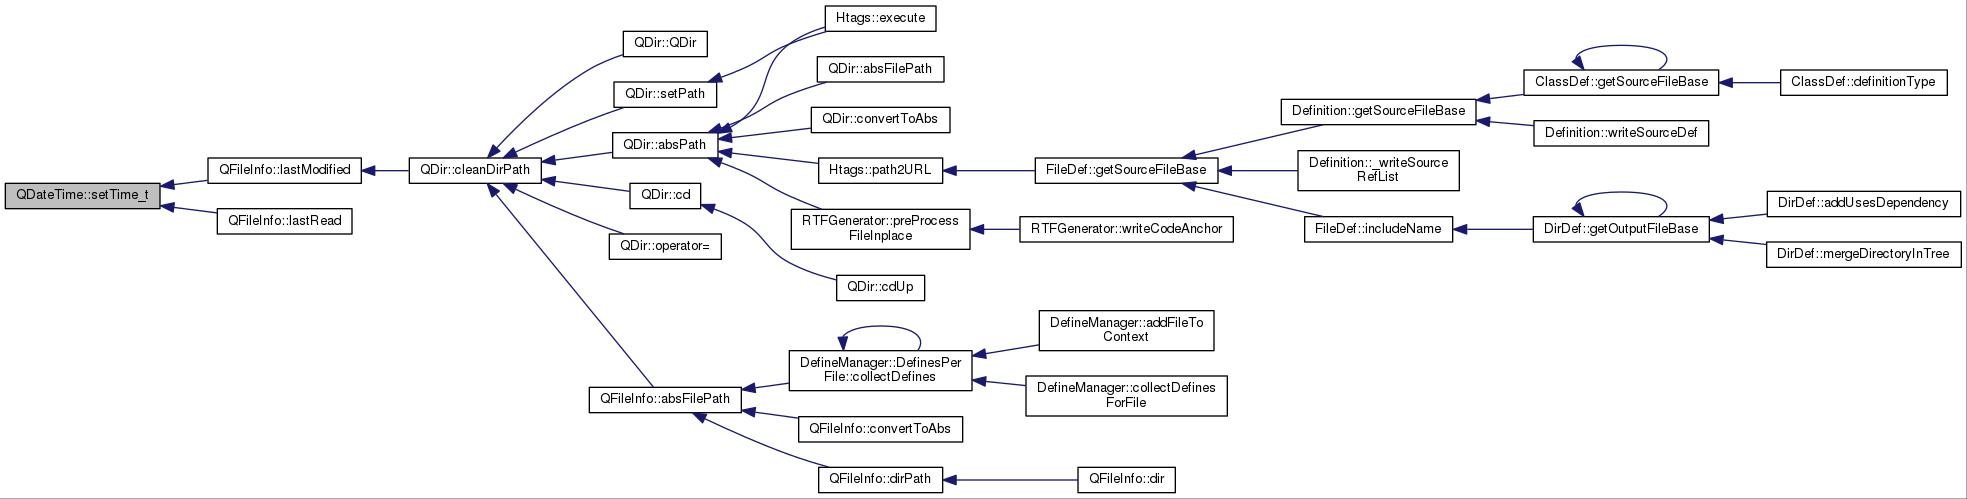 QDateTime::setTime_t
QFileInfo::lastModified
QFileInfo::lastRead
QDir::cleanDirPath
QDir::QDir
QDir::setPath
QDir::absPath
QDir::cd
QDir::operator=
QFileInfo::absFilePath
Htags::execute
QDir::absFilePath
QDir::convertToAbs
Htags::path2URL
RTFGenerator::preProcess
FileInplace
QDir::cdUp
DefineManager::DefinesPer
File::collectDefines
QFileInfo::convertToAbs
QFileInfo::dirPath
FileDef::getSourceFileBase
RTFGenerator::writeCodeAnchor
DefineManager::addFileTo
Context
DefineManager::collectDefines
ForFile
QFileInfo::dir
Definition::getSourceFileBase
Definition::_writeSource
RefList
FileDef::includeName
ClassDef::getSourceFileBase
Definition::writeSourceDef
DirDef::getOutputFileBase
ClassDef::definitionType
DirDef::addUsesDependency
DirDef::mergeDirectoryInTree